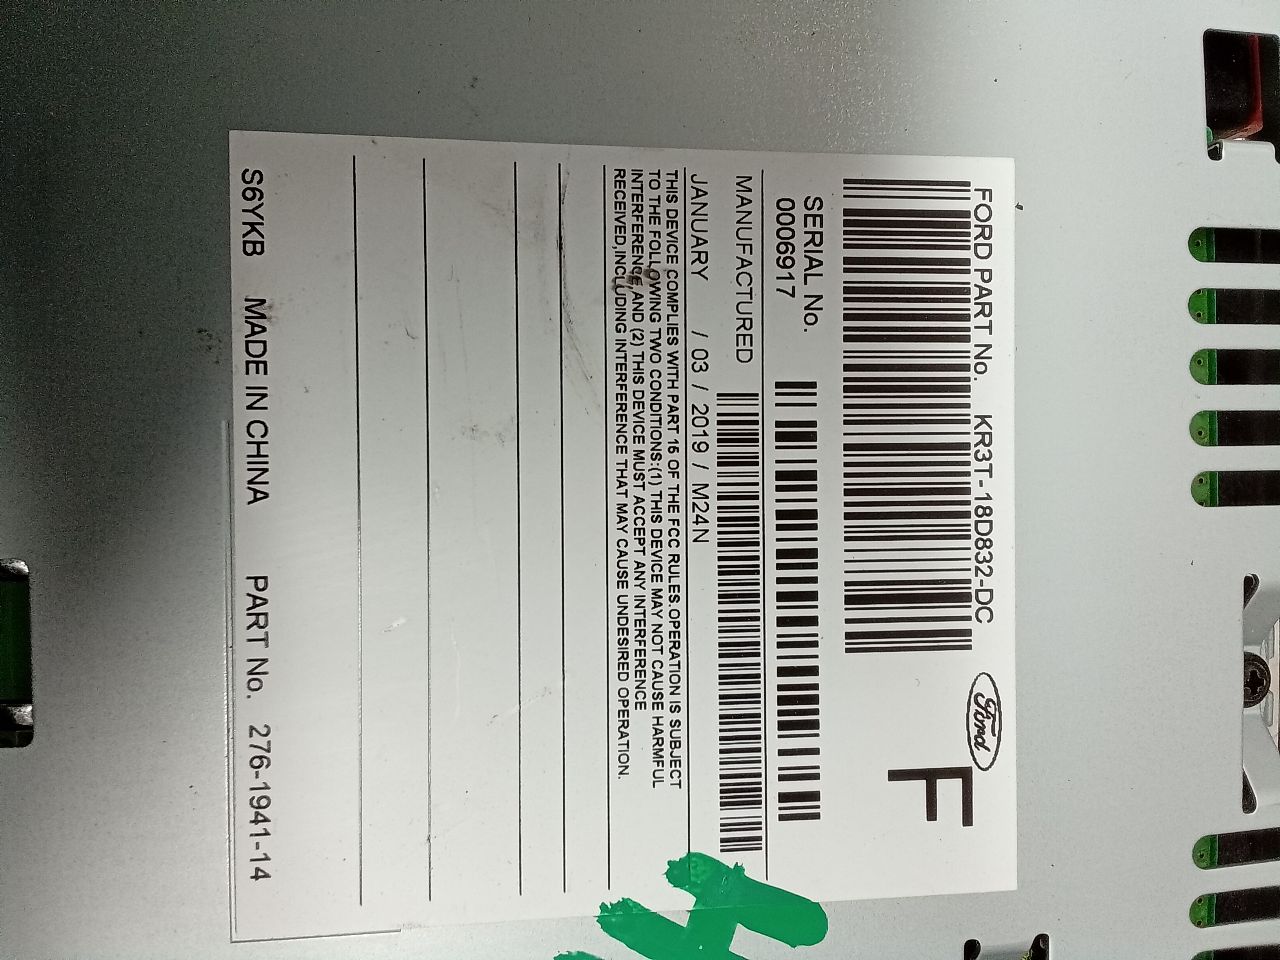 FORD PART No. KR3T-18D832-DC
Ford
F
SERIAL No.
0006917
MANUFACTURED
JANUARY / 03 / 2019 / M24N
THIS DEVICE COMPLIES WITH PART 15 OF THE FCC RULES.OPERATION IS SUBJECT
TO THE FOLLOWING TWO CONDITIONS:(1) THIS DEVICE MAY NOT CAUSE HARMFUL
INTERFERENCE,AND (2) THIS DEVICE MUST ACCEPT ANY INTERFERENCE
RECEIVED,INCLUDING INTERFERENCE THAT MAY CAUSE UNDESIRED OPERATION.
S6YKB MADE IN CHINA PART No. 276-1941-14